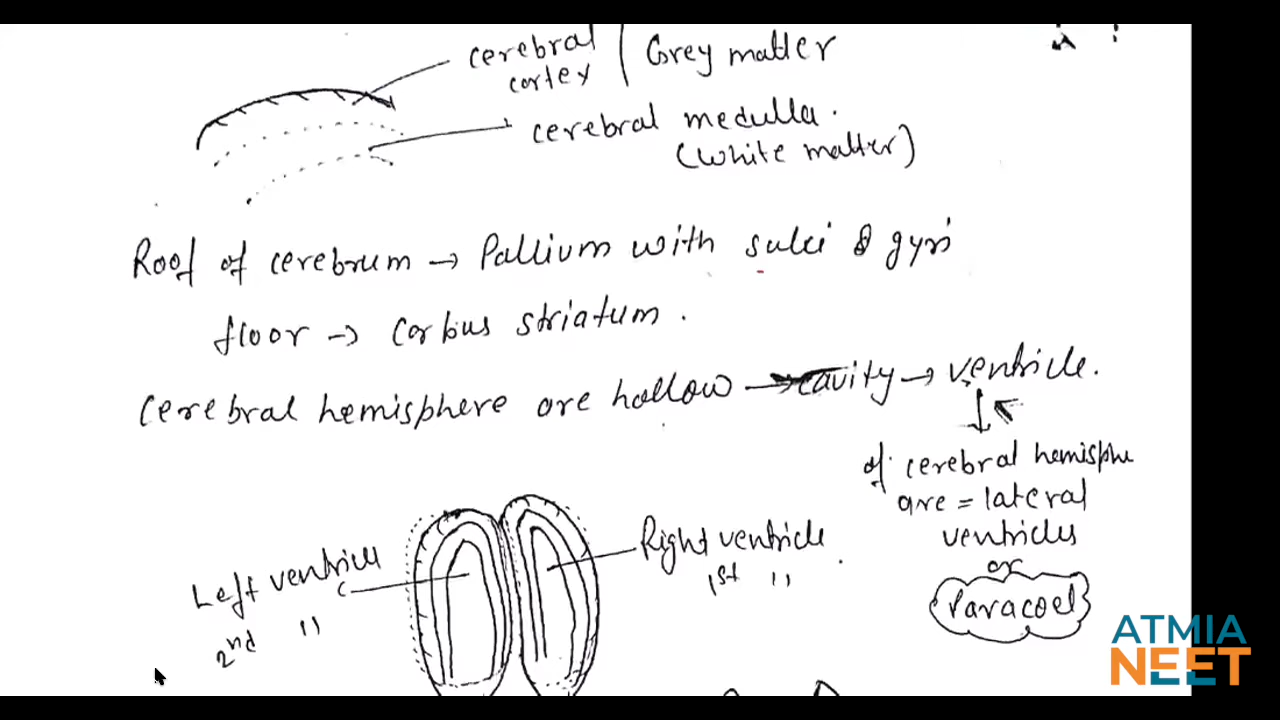 cerebral cortex | Grey matter
cerebral medulla.
(White matter)
Roof of cerebrum → Pallium with sulci & gyri
floor → Corpus striatum.
Cerebral hemisphere are hollow → cavity → ventricle.
of cerebral hemisphe
are = lateral
ventricles
or
Paracoel
Left ventricle
2nd "
Right ventricle
1st "
ATMIA
NEET